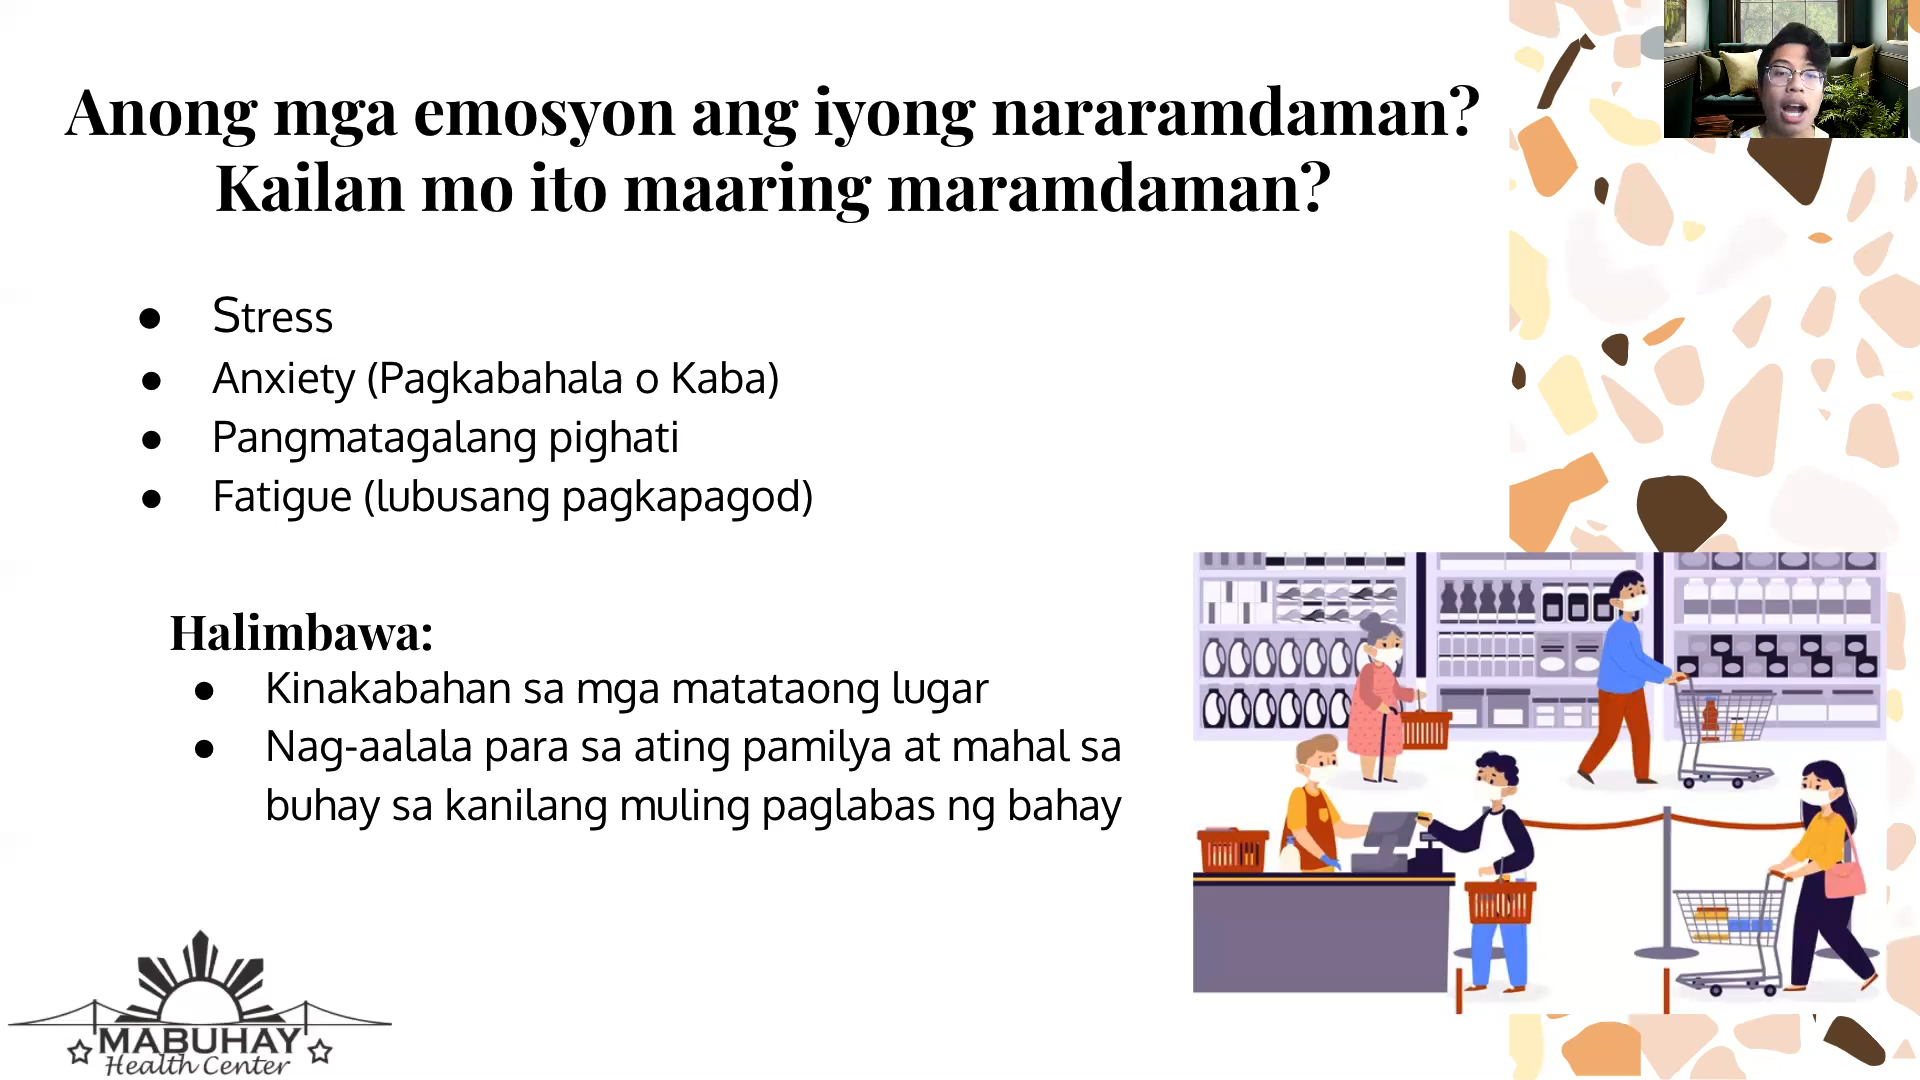 Anong mga emosyon ang iyong nararamdaman?
Kailan mo ito maaring maramdaman?
● Stress
● Anxiety (Pagkabahala o Kaba)
● Pangmatagalang pighati
● Fatigue (lubusang pagkapagod)
Halimbawa:
● Kinakabahan sa mga matataong lugar
● Nag-aalala para sa ating pamilya at mahal sa
buhay sa kanilang muling paglabas ng bahay
MABUHAY
Health Center